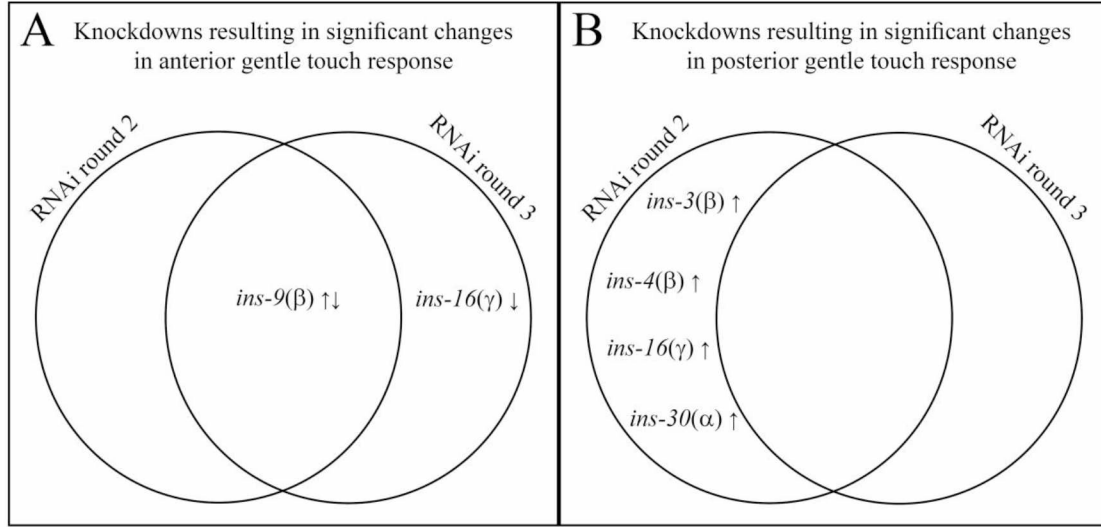 A
Knockdowns resulting in significant changes
in anterior gentle touch response
RNAi round 2
RNAi round 3
ins-9(β) ↑↓
ins-16(γ) ↓
B
Knockdowns resulting in significant changes
in posterior gentle touch response
RNAi round 2
RNAi round 3
ins-3(β) ↑
ins-4(β) ↑
ins-16(γ) ↑
ins-30(α) ↑